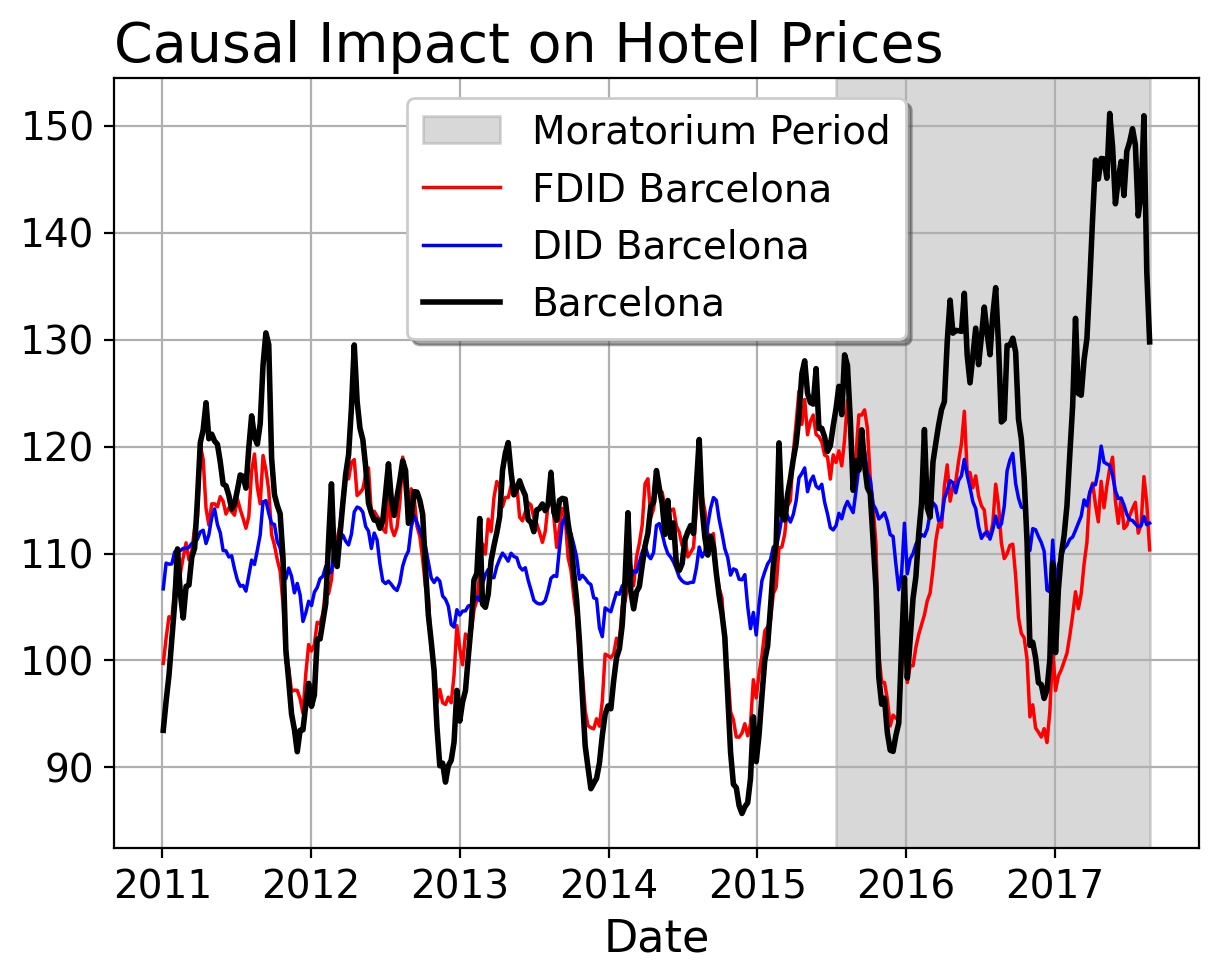 Causal Impact on Hotel Prices
150
140
130
120
110
100
90
Moratorium Period
FDID Barcelona
DID Barcelona
Barcelona
2011 2012 2013 2014 2015 2016 2017
Date